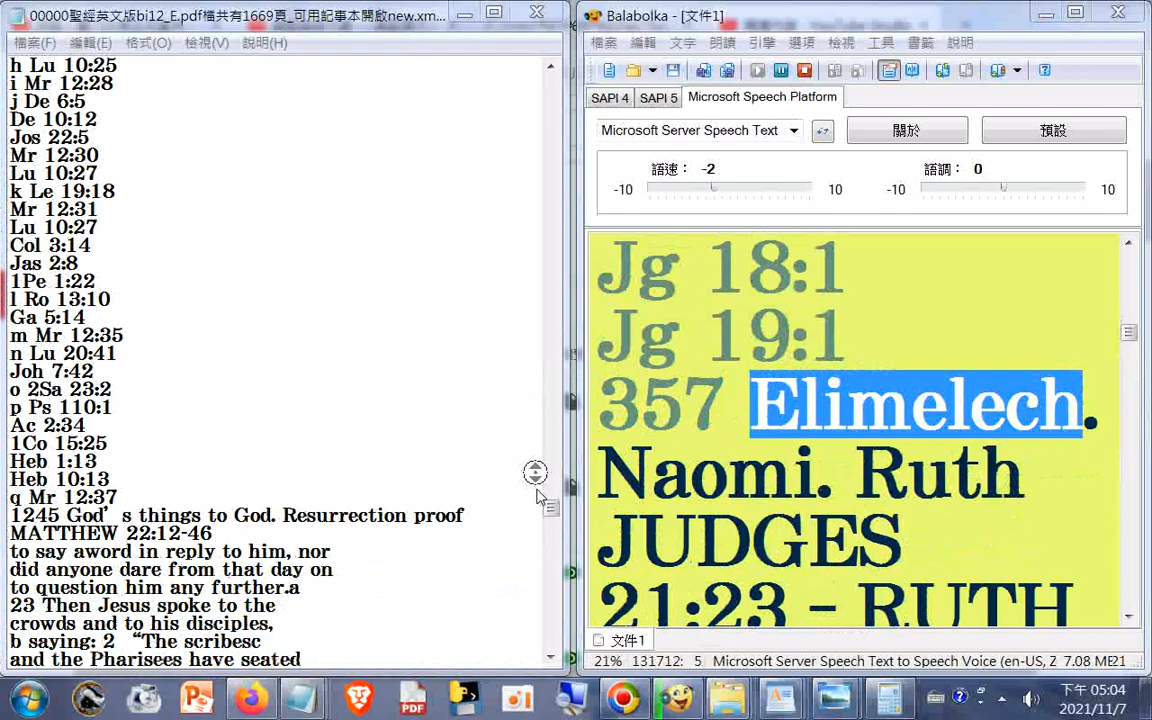 00000聖經英文版bi12_E.pdf檔共有1669頁_可用記事本開啟new.xm...
檔案(F) 編輯(E) 格式(O) 檢視(V) 說明(H)
h Lu 10:25
i Mr 12:28
j De 6:5
De 10:12
Jos 22:5
Mr 12:30
Lu 10:27
k Le 19:18
Mr 12:31
Lu 10:27
Col 3:14
Jas 2:8
1Pe 1:22
l Ro 13:10
Ga 5:14
m Mr 12:35
n Lu 20:41
Joh 7:42
o 2Sa 23:2
p Ps 110:1
Ac 2:34
1Co 15:25
Heb 1:13
Heb 10:13
q Mr 12:37
1245 God’s things to God. Resurrection proof
MATTHEW 22:12-46
to say aword in reply to him, nor
did anyone dare from that day on
to question him any further.a
23 Then Jesus spoke to the
crowds and to his disciples,
b saying: 2 “The scribesc
and the Pharisees have seated
Balabolka - [文件1]
檔案 編輯 文字 朗讀 引擎 選項 檢視 工具 書籤 說明
SAPI 4 SAPI 5 Microsoft Speech Platform
Microsoft Server Speech Text 關於 預設
語速： -2 語調： 0
-10 10 -10 10
Jg 18:1
Jg 19:1
357 Elimelech.
Naomi. Ruth
JUDGES
21:23 - RUTH
文件1
21% 131712: 5 Microsoft Server Speech Text to Speech Voice (en-US, Z 7.08 ME21
下午 05:04
2021/11/7